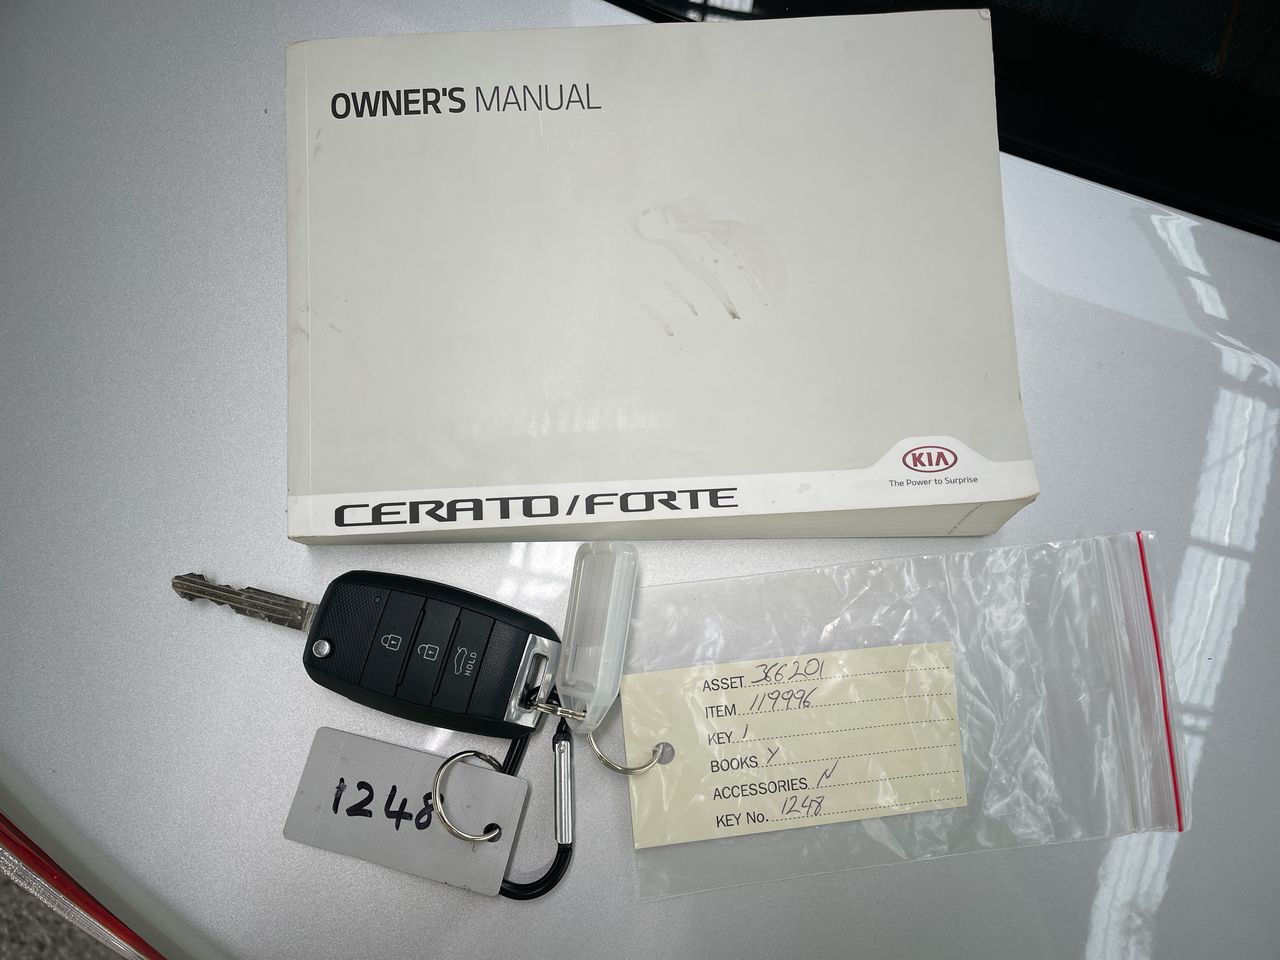 OWNER'S MANUAL
KIA
The Power to Surprise
CERATO/FORTE
HOLD
1248
ASSET 366201
ITEM 119996
KEY 1
BOOKS Y
ACCESSORIES N
KEY No. 1248